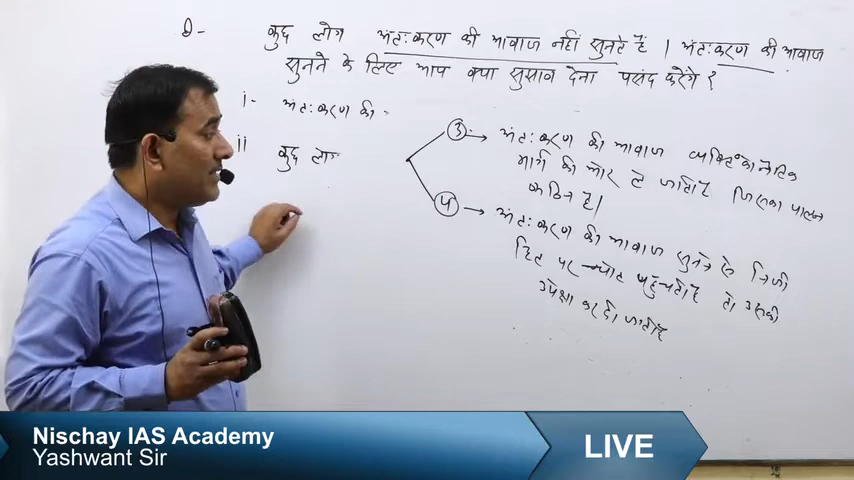 Q- कुछ लोग अंतःकरण की आवाज नहीं सुनते हैं । अंतःकरण की आवाज
सुनने के लिए आप क्या सुझाव देना पसंद करेंगे ?
i- अंतःकरण की -
ii कुछ लोग
3 → अंतःकरण की आवाज व्यक्ति को नैतिक
मार्ग की ओर ले जाती है जिसका पालन
कठिन है।
4 → अंतःकरण की आवाज सुनने से निजी
हित पर चोट पहुंचती है तो उसकी
उपेक्षा कर दी जाती है
Nischay IAS Academy
Yashwant Sir
LIVE